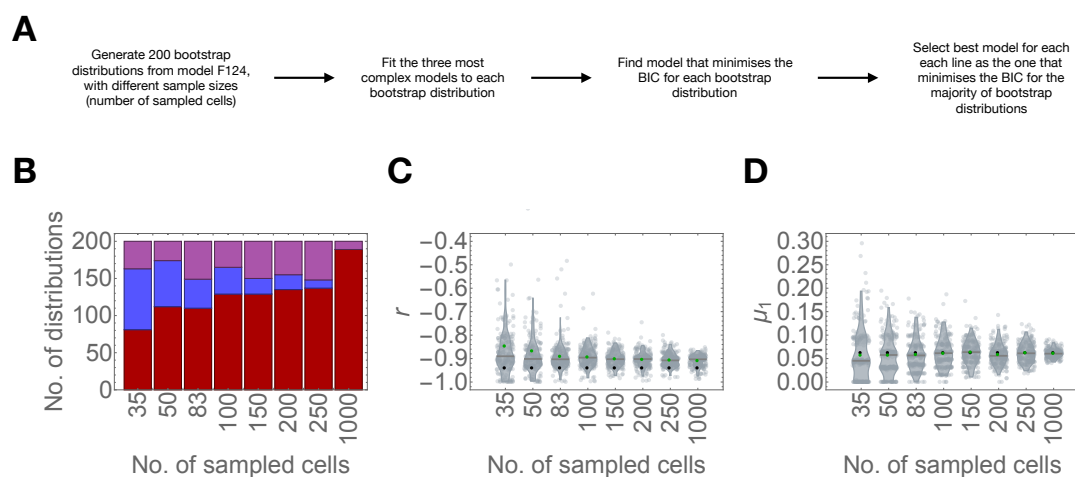 A
Generate 200 bootstrap
distributions from model F124,
with different sample sizes
(number of sampled cells)
Fit the three most
complex models to each
bootstrap distribution
Find model that minimises the
BIC for each bootstrap
distribution
Select best model for each
each line as the one that
minimises the BIC for the
majority of bootstrap
distributions
B
No. of distributions
200
150
100
50
0
35
50
83
100
150
200
250
1000
No. of sampled cells
C
r
−0.4
−0.5
−0.6
−0.7
−0.8
−0.9
−1.0
35
50
83
100
150
200
250
1000
No. of sampled cells
D
μ1
0.30
0.25
0.20
0.15
0.10
0.05
0.00
35
50
83
100
150
200
250
1000
No. of sampled cells